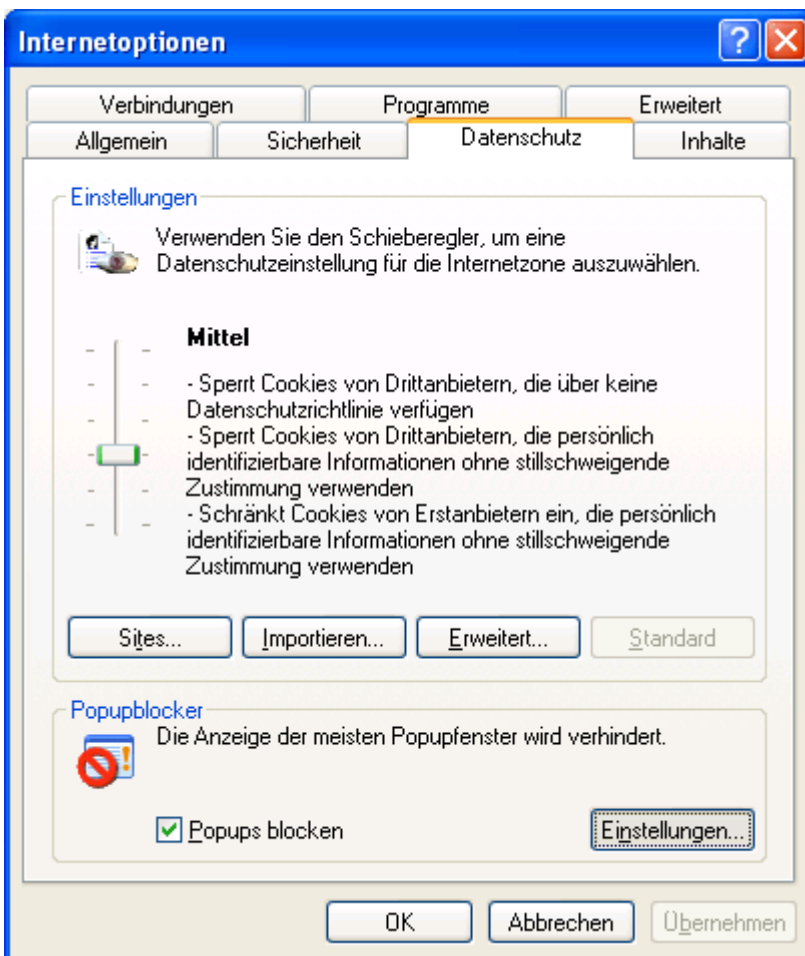 Internetoptionen
Verbindungen Programme Erweitert
Allgemein Sicherheit Datenschutz Inhalte
Einstellungen
Verwenden Sie den Schieberegler, um eine
Datenschutzeinstellung für die Internetzone auszuwählen.
Mittel
- Sperrt Cookies von Drittanbietern, die über keine
Datenschutzrichtlinie verfügen
- Sperrt Cookies von Drittanbietern, die persönlich
identifizierbare Informationen ohne stillschweigende
Zustimmung verwenden
- Schränkt Cookies von Erstanbietern ein, die persönlich
identifizierbare Informationen ohne stillschweigende
Zustimmung verwenden
Sites... Importieren... Erweitert... Standard
Popupblocker
Die Anzeige der meisten Popupfenster wird verhindert.
Popups blocken Einstellungen...
OK Abbrechen Übernehmen